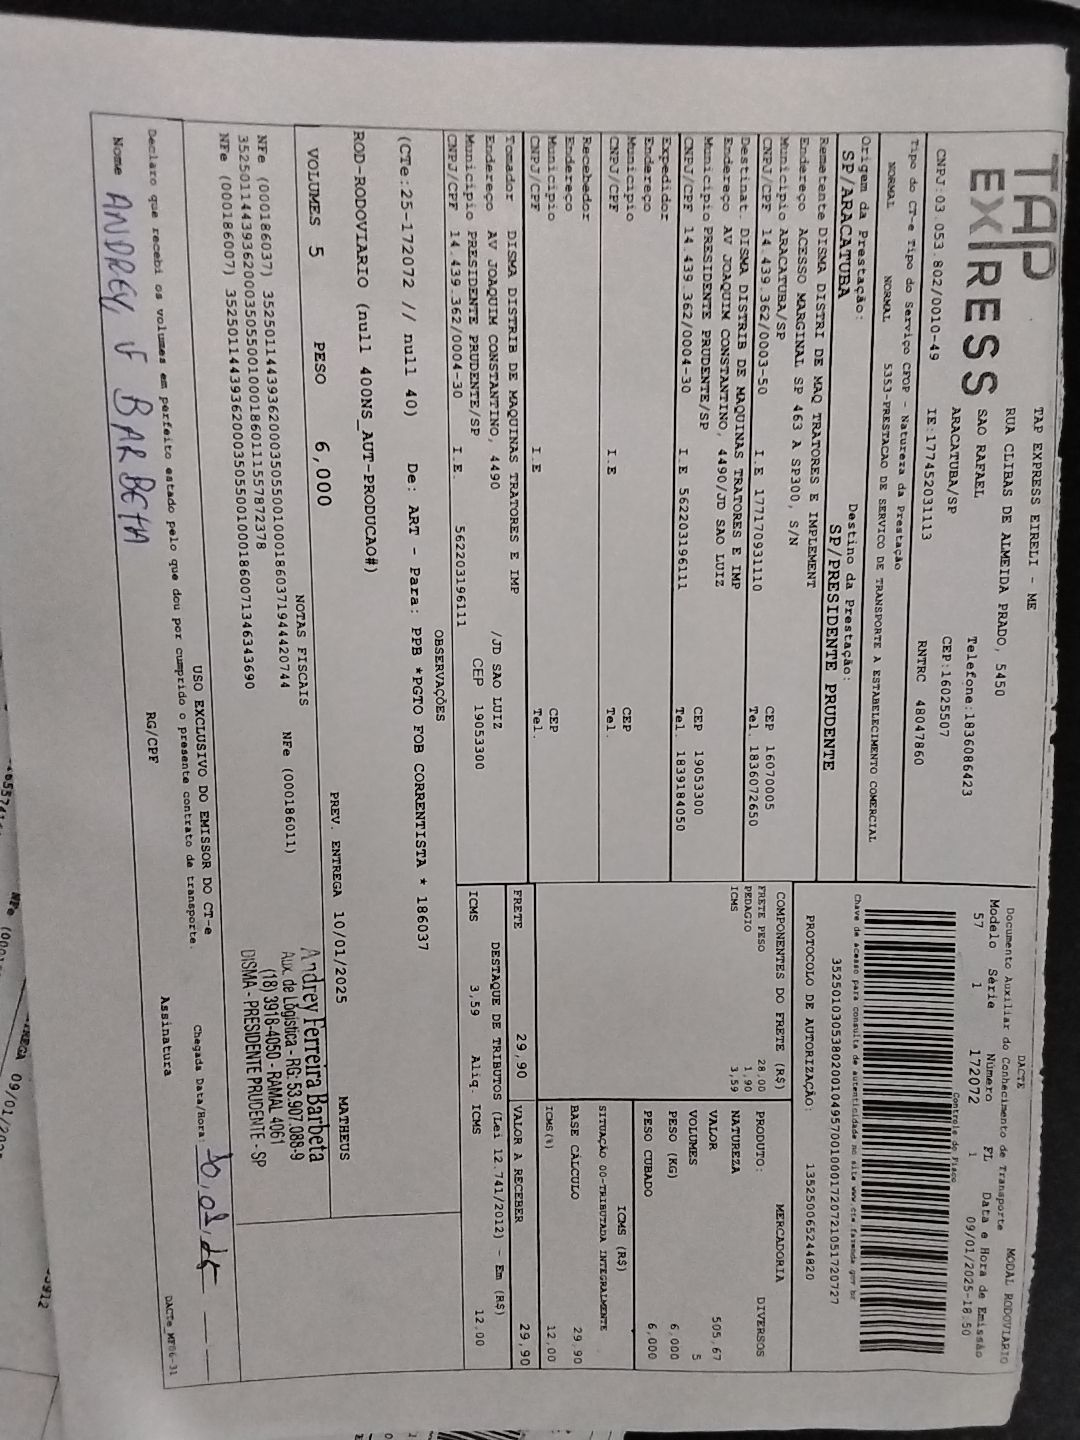 TAP
EXPRESS
TAP EXPRESS EIRELI - ME
RUA CLIBAS DE ALMEIDA PRADO, 5450
Telefone:1836086423
SAO RAFAEL
CEP:16025507
ARACATUBA/SP
RNTRC 48047860
CNPJ:03.053.802/0010-49
IE:177452031113
Tipo do CT-e Tipo do Serviço CFOP - Natureza da Prestação
NORMAL NORMAL 5353-PRESTACAO DE SERVICO DE TRANSPORTE A ESTABELECIMENTO COMERCIAL
Origem da Prestação: Destino da Prestação:
SP/ARACATUBA SP/PRESIDENTE PRUDENTE
Remetente DISMA DISTRI DE MAQ TRATORES E IMPLEMENT
Endereço ACESSO MARGINAL SP 463 A SP300, S/N
Município ARACATUBA/SP CEP 16070005
CNPJ/CPF 14.439.362/0003-50 I.E 177170931110 Tel. 1836072650
Destinat. DISMA DISTRIB DE MAQUINAS TRATORES E IMP
Endereço AV JOAQUIM CONSTANTINO, 4490/JD SAO LUIZ
Município PRESIDENTE PRUDENTE/SP CEP 19053300
CNPJ/CPF 14.439.362/0004-30 I.E 562203196111 Tel. 1839184050
Expedidor
Endereço
Município CEP
CNPJ/CPF I.E Tel.
Recebedor
Endereço
Município CEP
CNPJ/CPF I.E Tel.
Tomador DISMA DISTRIB DE MAQUINAS TRATORES E IMP
Endereço AV JOAQUIM CONSTANTINO, 4490 /JD SAO LUIZ
Município PRESIDENTE PRUDENTE/SP CEP 19053300
CNPJ/CPF 14.439.362/0004-30 I.E. 562203196111
DACTE
Documento Auxiliar do Conhecimento de Transporte MODAL RODOVIARIO
Modelo Série Número FL Data e Hora de Emissão
57 1 172072 1 09/01/2025-18:50
Controle do Fisco
Chave de acesso para consulta de autenticidade no site www.cte.fazenda.gov.br
35250103053802001049570010001720721051720727
PROTOCOLO DE AUTORIZAÇÃO: 135250065244820
COMPONENTES DO FRETE (R$)
FRETE PESO 28,00
PEDAGIO 1,90
ICMS 3,59
MERCADORIA
PRODUTO: DIVERSOS
NATUREZA
VALOR 505,67
VOLUMES 5
PESO (KG) 6,000
PESO CUBADO 6,000
ICMS (R$)
SITUAÇÃO 00-TRIBUTADA INTEGRALMENTE
BASE CÁLCULO 29,90
ICMS(%) 12,00
FRETE 29,90 VALOR A RECEBER 29,90
DESTAQUE DE TRIBUTOS (Lei 12.741/2012) - Em (R$)
ICMS 3,59 Aliq. ICMS 12,00
OBSERVAÇÕES
(CTe:25-172072 // null 40) De: ART - Para: PPB *PGTO FOB CORRENTISTA * 186037
ROD-RODOVIARIO (null 400NS_AUT-PRODUCAO#)
VOLUMES 5 PESO 6,000 PREV. ENTREGA 10/01/2025 MATHEUS
NOTAS FISCAIS
NFe (000186037) 35250114439362000350550010001860371944420744 NFe (000186011)
35250114439362000350550010001860111557872378
NFe (000186007) 35250114439362000350550010001860071346343690
Andrey Ferreira Barbeta
Aux. de Logística - RG: 53.907.088-9
(18) 3918-4050 - RAMAL 4061
DISMA - PRESIDENTE PRUDENTE - SP
USO EXCLUSIVO DO EMISSOR DO CT-e
Declaro que recebi os volumes em perfeito estado pelo que dou por cumprido o presente contrato de transporte.
Chegada Data/Hora:
Nome ANDREY F BARBETA RG/CPF Assinatura
DACTe_MF06-31
NFe (000
09/01/